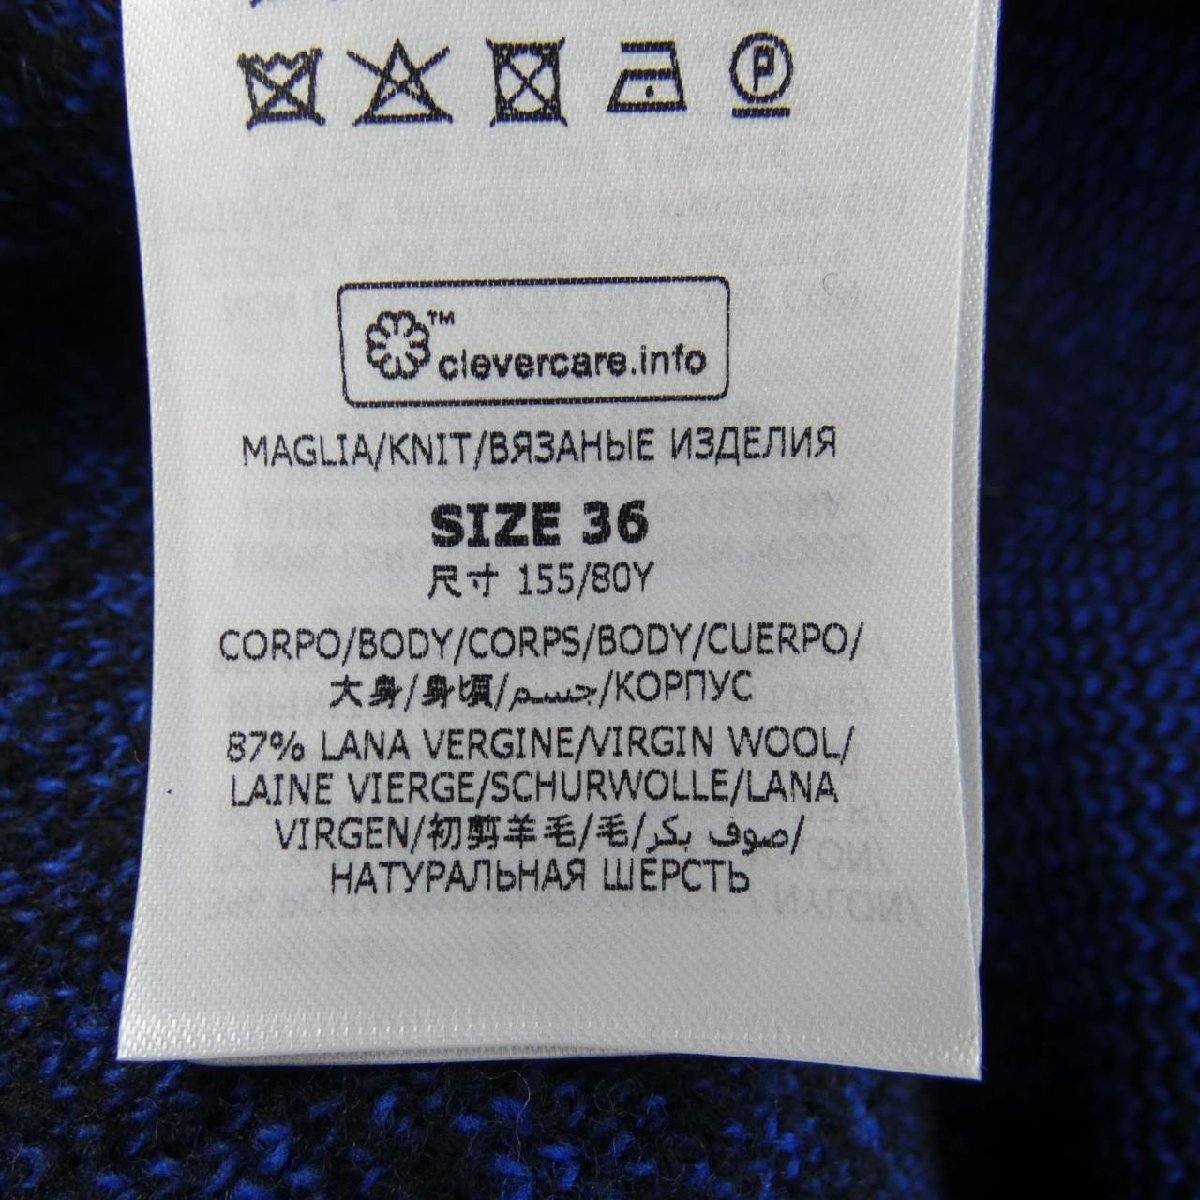 P
™
clevercare.info
MAGLIA/KNIT/ВЯЗАНЫЕ ИЗДЕЛИЯ
SIZE 36
尺寸 155/80Y
CORPO/BODY/CORPS/BODY/CUERPO/
大身/身頃/جسم/КОРПУС
87% LANA VERGINE/VIRGIN WOOL/
LAINE VIERGE/SCHURWOLLE/LANA
VIRGEN/初剪羊毛/毛/صوف بكر/
НАТУРАЛЬНАЯ ШЕРСТЬ